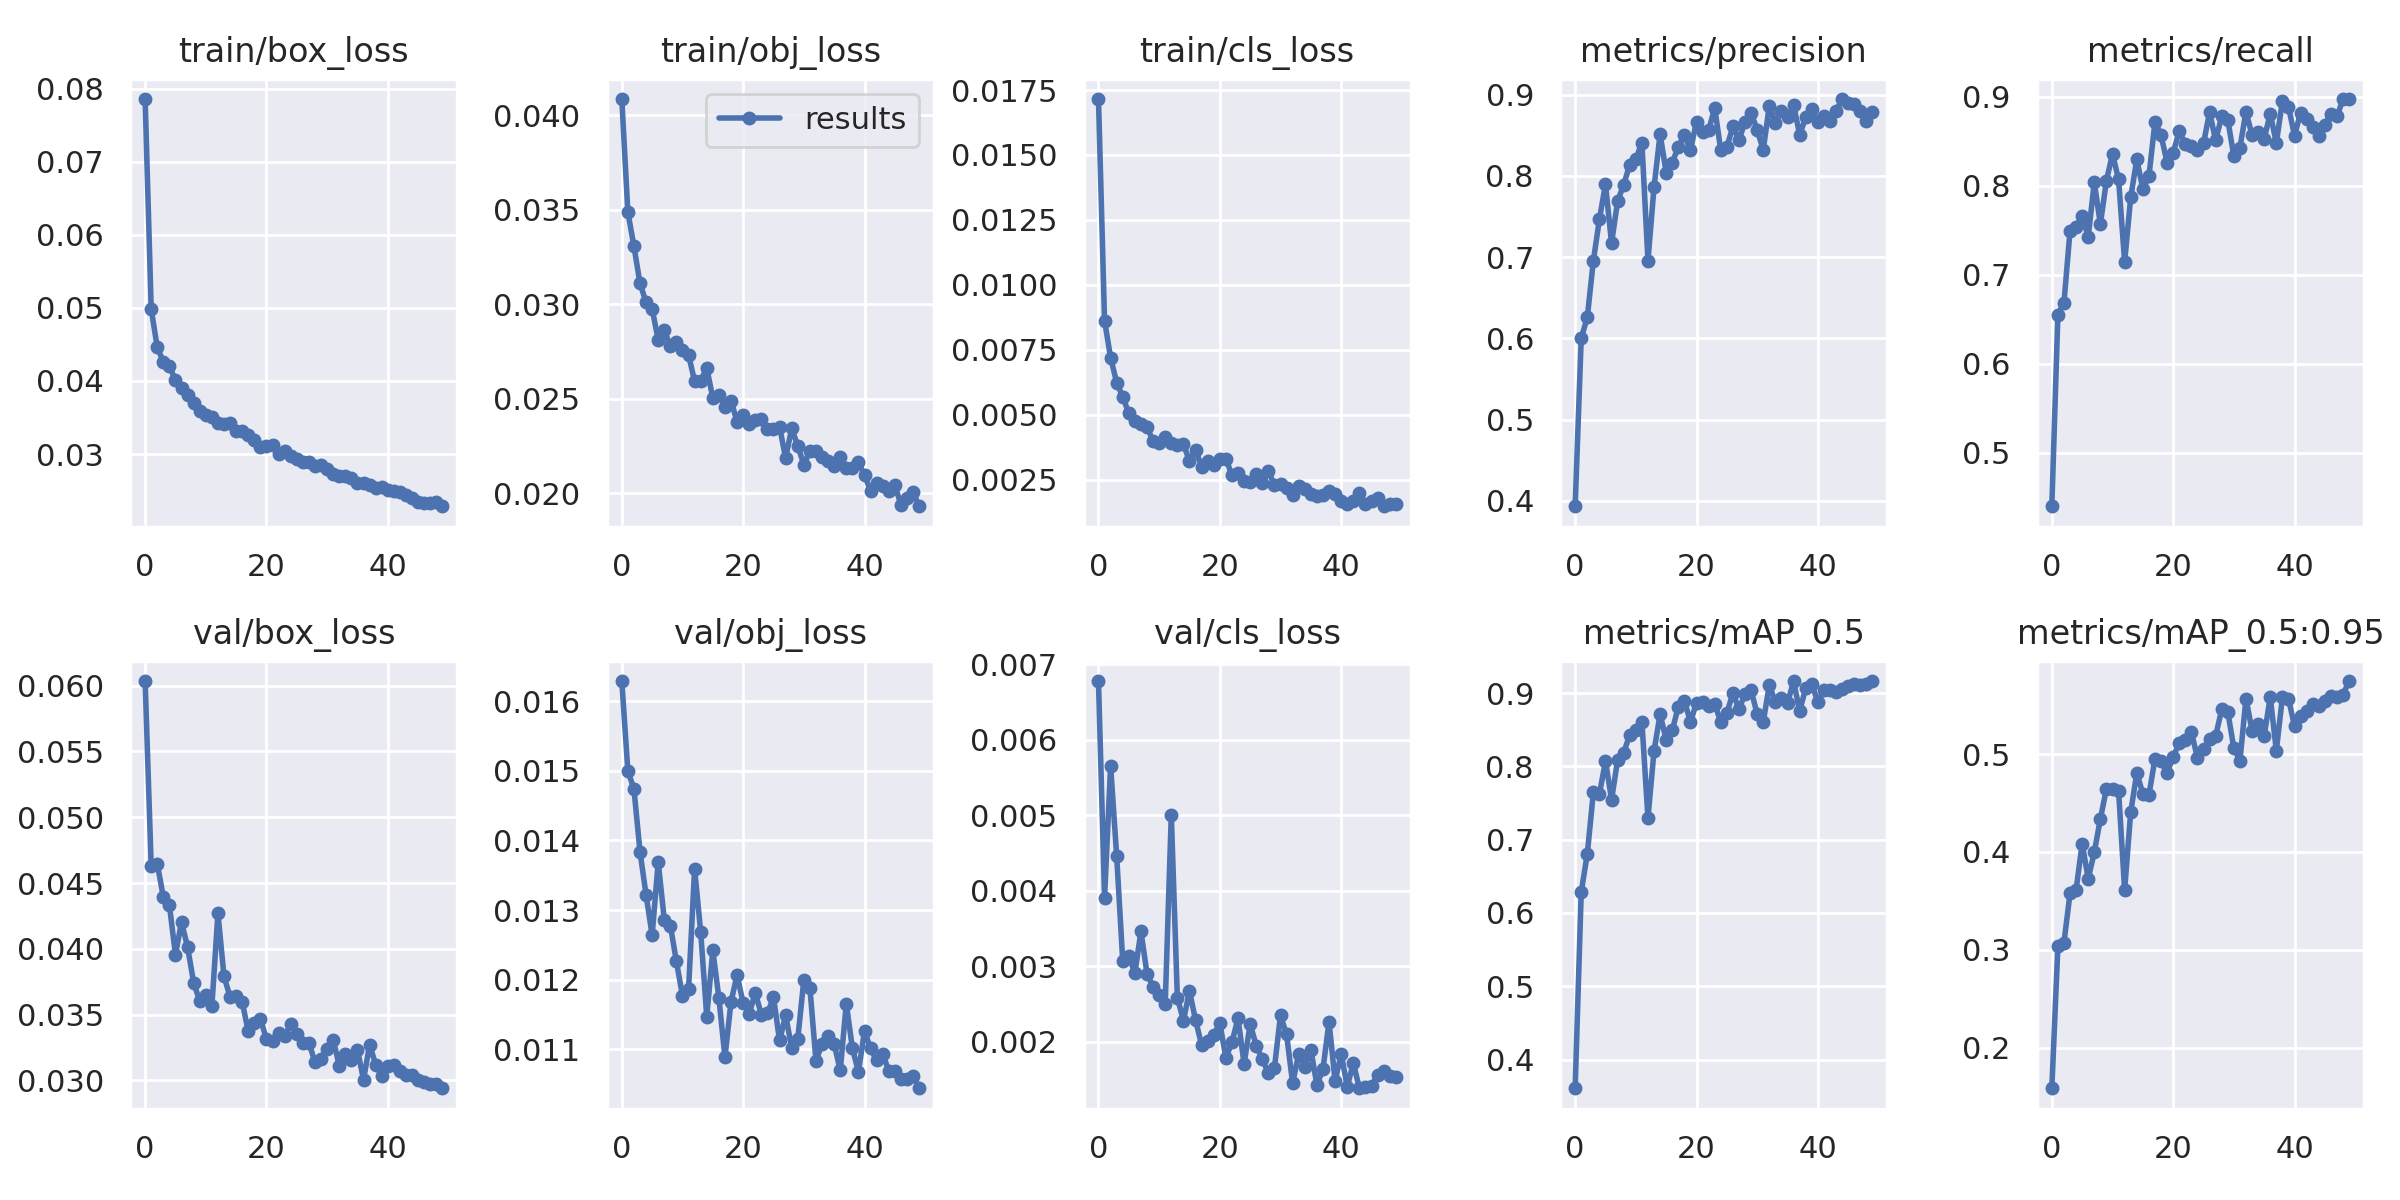 train/box_loss
0.08
0.07
0.06
0.05
0.04
0.03
0 20 40
train/obj_loss
results
0.040
0.035
0.030
0.025
0.020
0 20 40
train/cls_loss
0.0175
0.0150
0.0125
0.0100
0.0075
0.0050
0.0025
0 20 40
metrics/precision
0.9
0.8
0.7
0.6
0.5
0.4
0 20 40
metrics/recall
0.9
0.8
0.7
0.6
0.5
0 20 40
val/box_loss
0.060
0.055
0.050
0.045
0.040
0.035
0.030
0 20 40
val/obj_loss
0.016
0.015
0.014
0.013
0.012
0.011
0 20 40
val/cls_loss
0.007
0.006
0.005
0.004
0.003
0.002
0 20 40
metrics/mAP_0.5
0.9
0.8
0.7
0.6
0.5
0.4
0 20 40
metrics/mAP_0.5:0.95
0.5
0.4
0.3
0.2
0 20 40